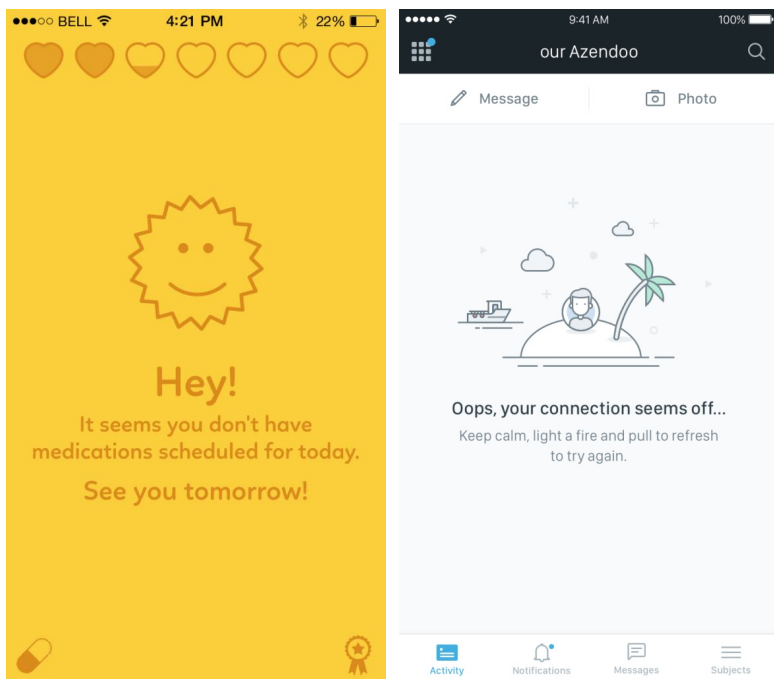 BELL 4:21 PM 22%
Hey!
It seems you don't have
medications scheduled for today.
See you tomorrow!
9:41 AM 100%
our Azendoo
Message Photo
Oops, your connection seems off...
Keep calm, light a fire and pull to refresh
to try again.
Activity Notifications Messages Subjects